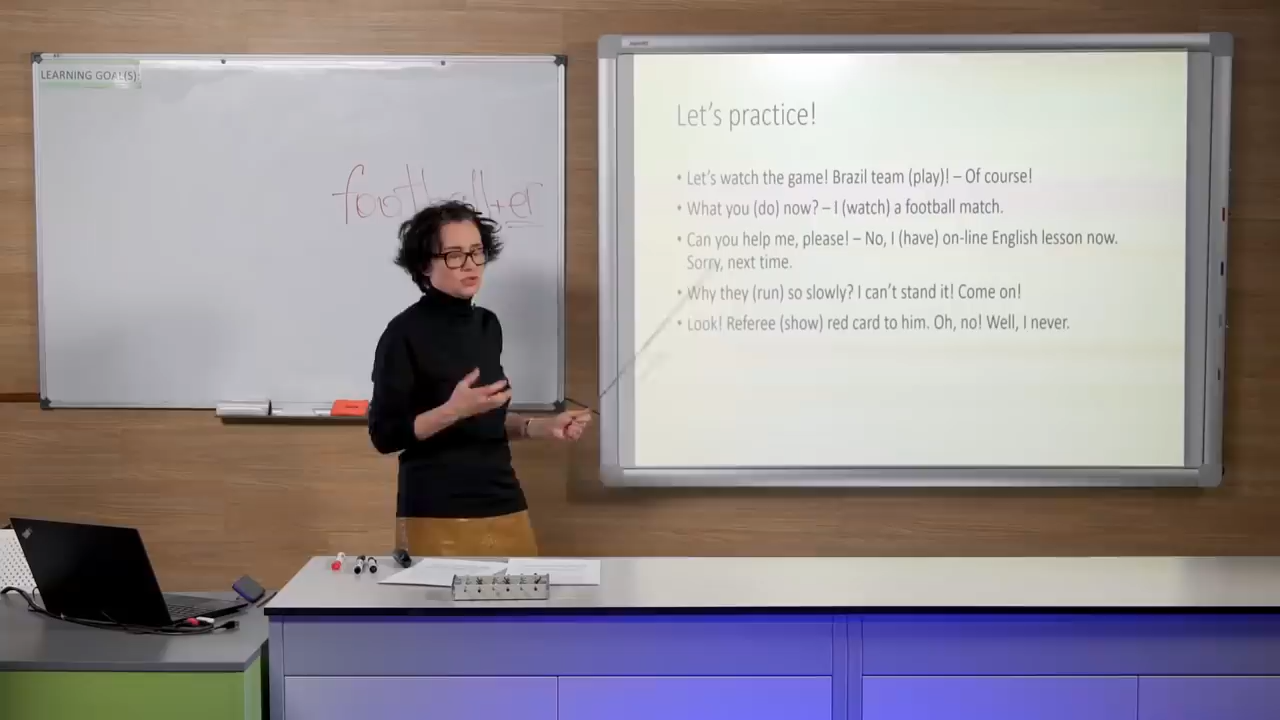 LEARNING GOAL(S):
football+er
Let's practice!
• Let's watch the game! Brazil team (play)! – Of course!
• What you (do) now? – I (watch) a football match.
• Can you help me, please! – No, I (have) on-line English lesson now.
Sorry, next time.
• Why they (run) so slowly? I can't stand it! Come on!
• Look! Referee (show) red card to him. Oh, no! Well, I never.